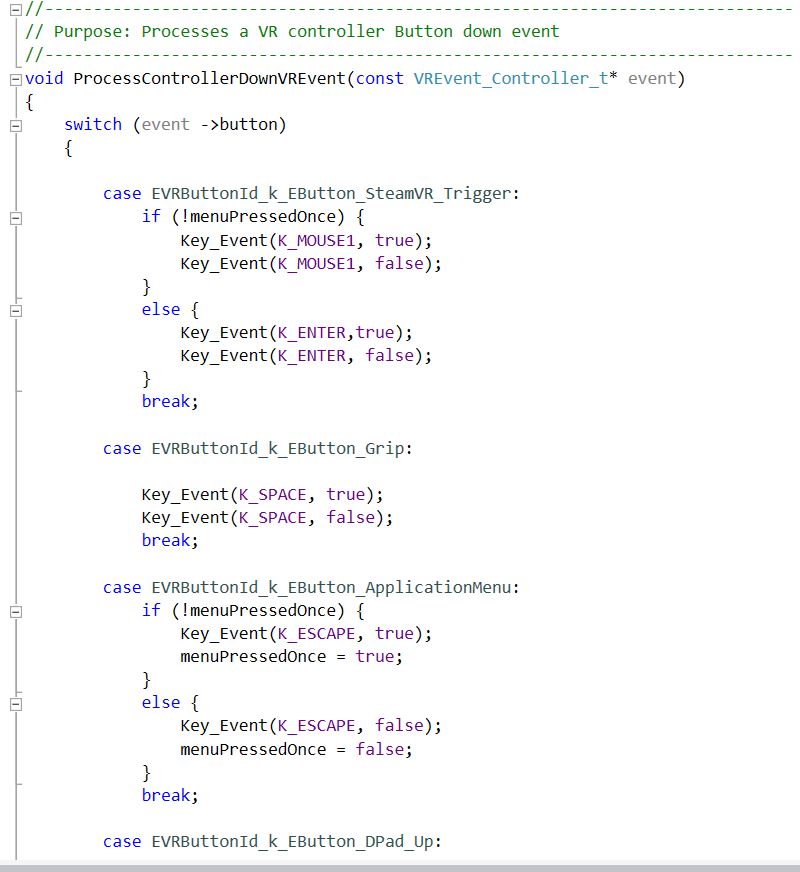 //-----------------------------------------------------------------------------
// Purpose: Processes a VR controller Button down event
//-----------------------------------------------------------------------------
void ProcessControllerDownVREvent(const VREvent_Controller_t* event)
{
    switch (event ->button)
    {

        case EVRButtonId_k_EButton_SteamVR_Trigger:
            if (!menuPressedOnce) {
                Key_Event(K_MOUSE1, true);
                Key_Event(K_MOUSE1, false);
            }
            else {
                Key_Event(K_ENTER,true);
                Key_Event(K_ENTER, false);
            }
            break;

        case EVRButtonId_k_EButton_Grip:

            Key_Event(K_SPACE, true);
            Key_Event(K_SPACE, false);
            break;

        case EVRButtonId_k_EButton_ApplicationMenu:
            if (!menuPressedOnce) {
                Key_Event(K_ESCAPE, true);
                menuPressedOnce = true;
            }
            else {
                Key_Event(K_ESCAPE, false);
                menuPressedOnce = false;
            }
            break;

        case EVRButtonId_k_EButton_DPad_Up: